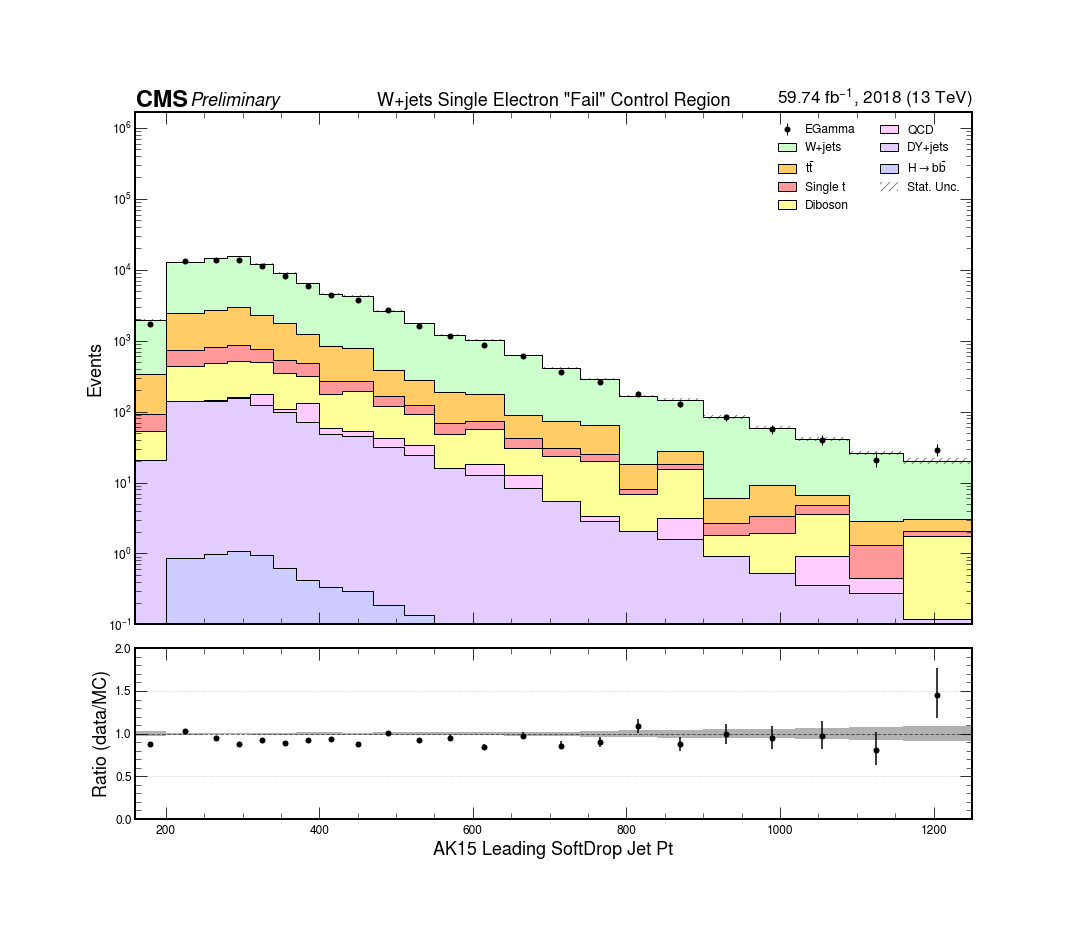 CMS Preliminary W+jets Single Electron "Fail" Control Region 59.74 fb⁻¹, 2018 (13 TeV)
EGamma
W+jets
tt̄
Single t
Diboson
QCD
DY+jets
H→bb̄
Stat. Unc.
10⁶
10⁵
10⁴
10³
10²
10¹
10⁰
10⁻¹
Events
2.0
1.5
1.0
0.5
0.0
Ratio (data/MC)
200 400 600 800 1000 1200
AK15 Leading SoftDrop Jet Pt